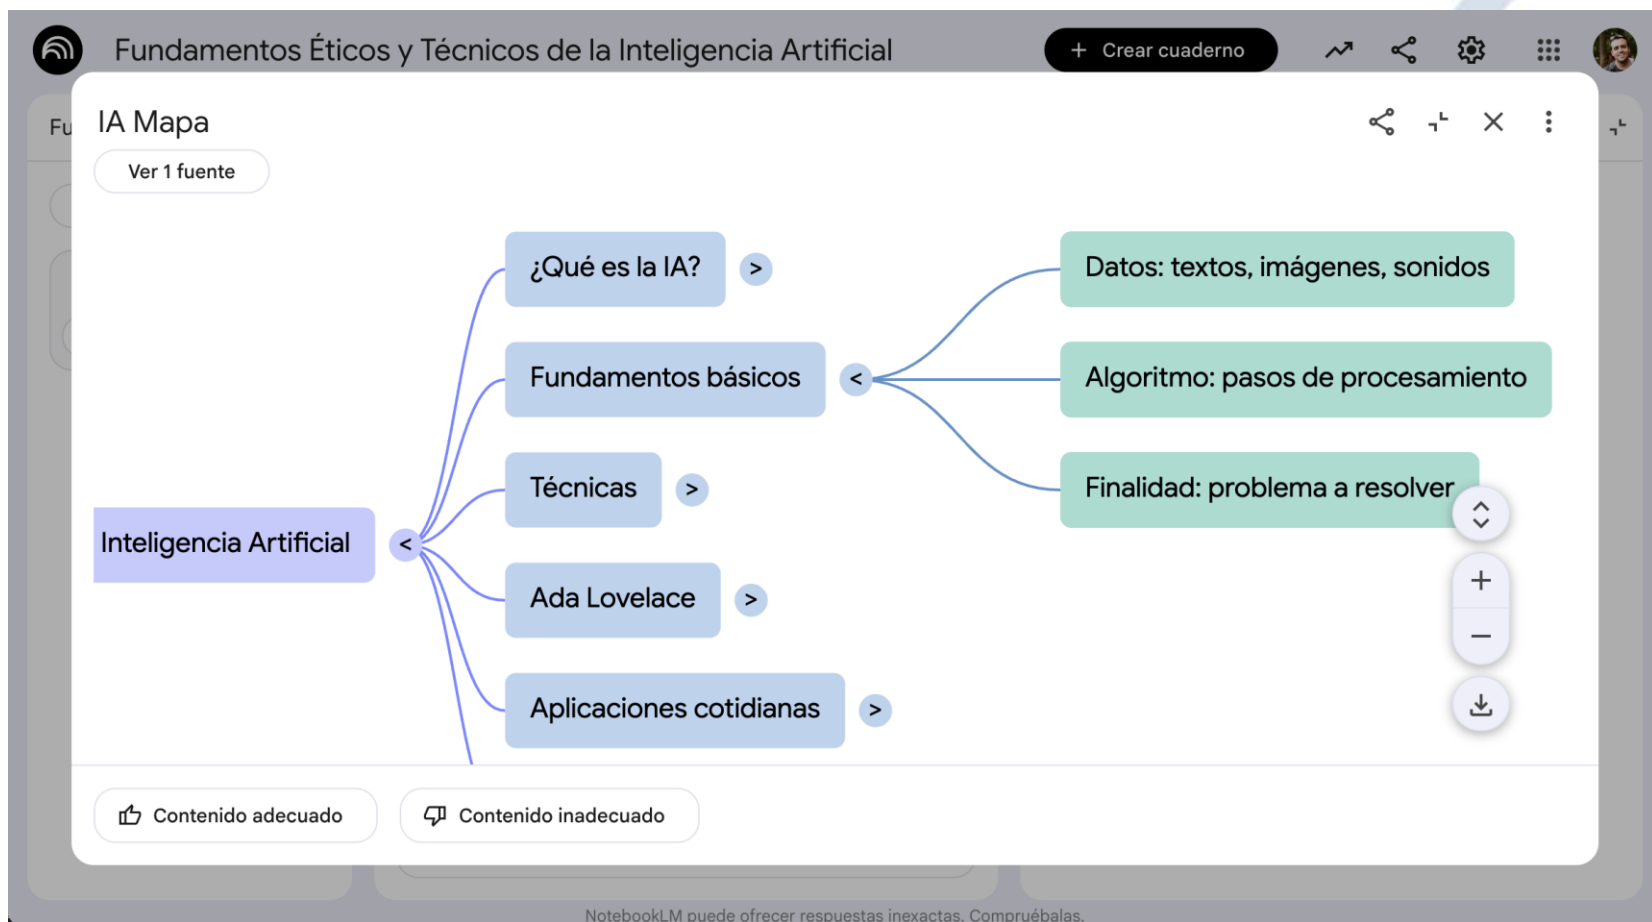 Fundamentos Éticos y Técnicos de la Inteligencia Artificial
+ Crear cuaderno
Fu
IA Mapa
Ver 1 fuente
¿Qué es la IA? >
Datos: textos, imágenes, sonidos
Fundamentos básicos <
Algoritmo: pasos de procesamiento
Técnicas >
Finalidad: problema a resolver
Inteligencia Artificial <
Ada Lovelace >
Aplicaciones cotidianas >
Contenido adecuado
Contenido inadecuado
NotebookLM puede ofrecer respuestas inexactas. Compruébalas.